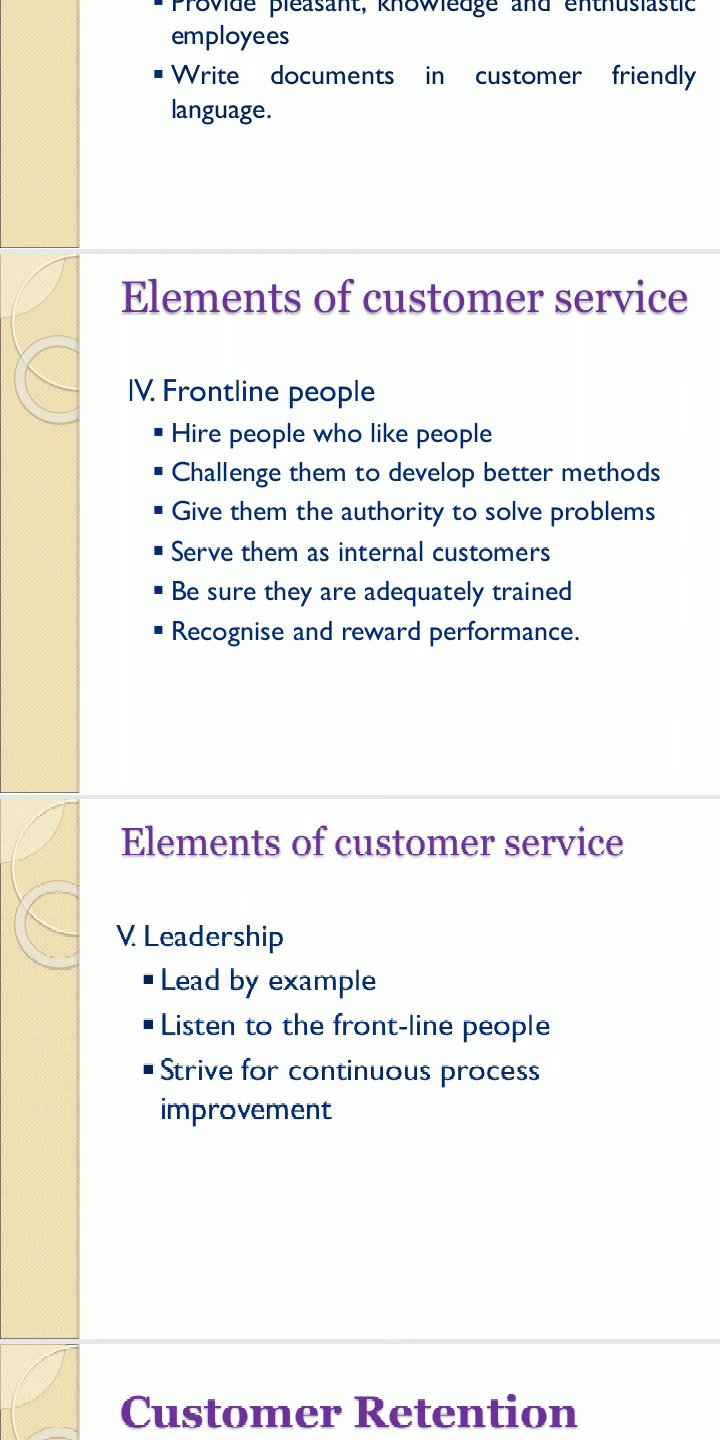 ▪ Provide pleasant, knowledge and enthusiastic
employees
▪ Write documents in customer friendly
language.
Elements of customer service
IV. Frontline people
▪ Hire people who like people
▪ Challenge them to develop better methods
▪ Give them the authority to solve problems
▪ Serve them as internal customers
▪ Be sure they are adequately trained
▪ Recognise and reward performance.
Elements of customer service
V. Leadership
▪ Lead by example
▪ Listen to the front-line people
▪ Strive for continuous process
improvement
Customer Retention